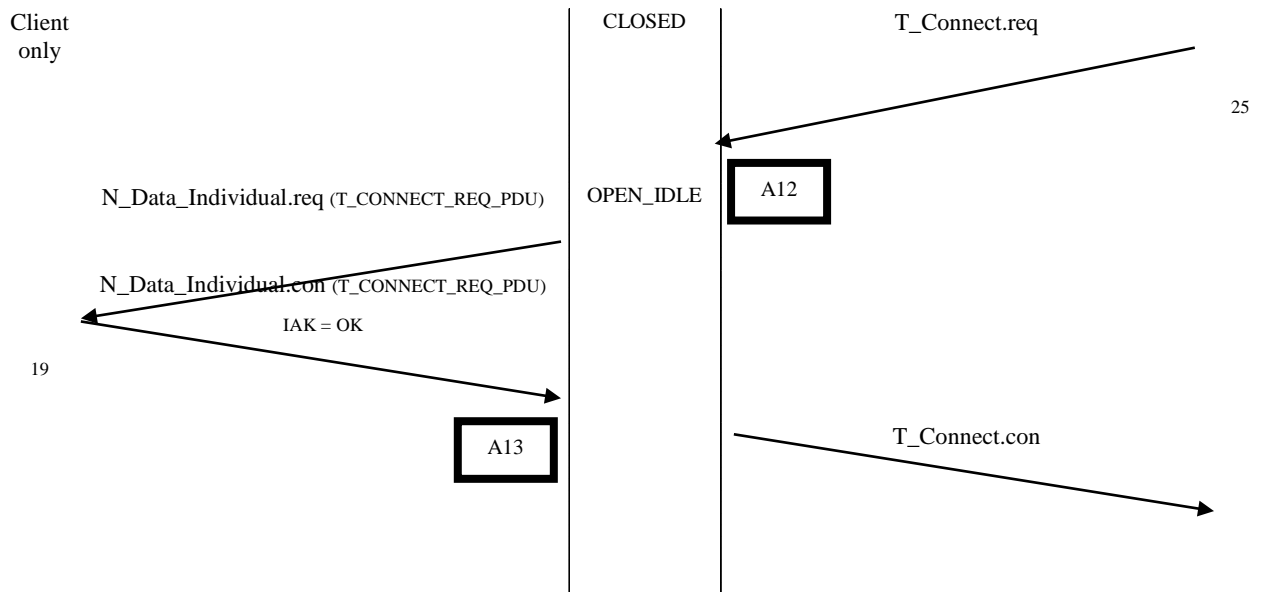 Client
only
CLOSED
T_Connect.req
25
N_Data_Individual.req (T_CONNECT_REQ_PDU)
OPEN_IDLE
A12
N_Data_Individual.con (T_CONNECT_REQ_PDU)
IAK = OK
19
A13
T_Connect.con